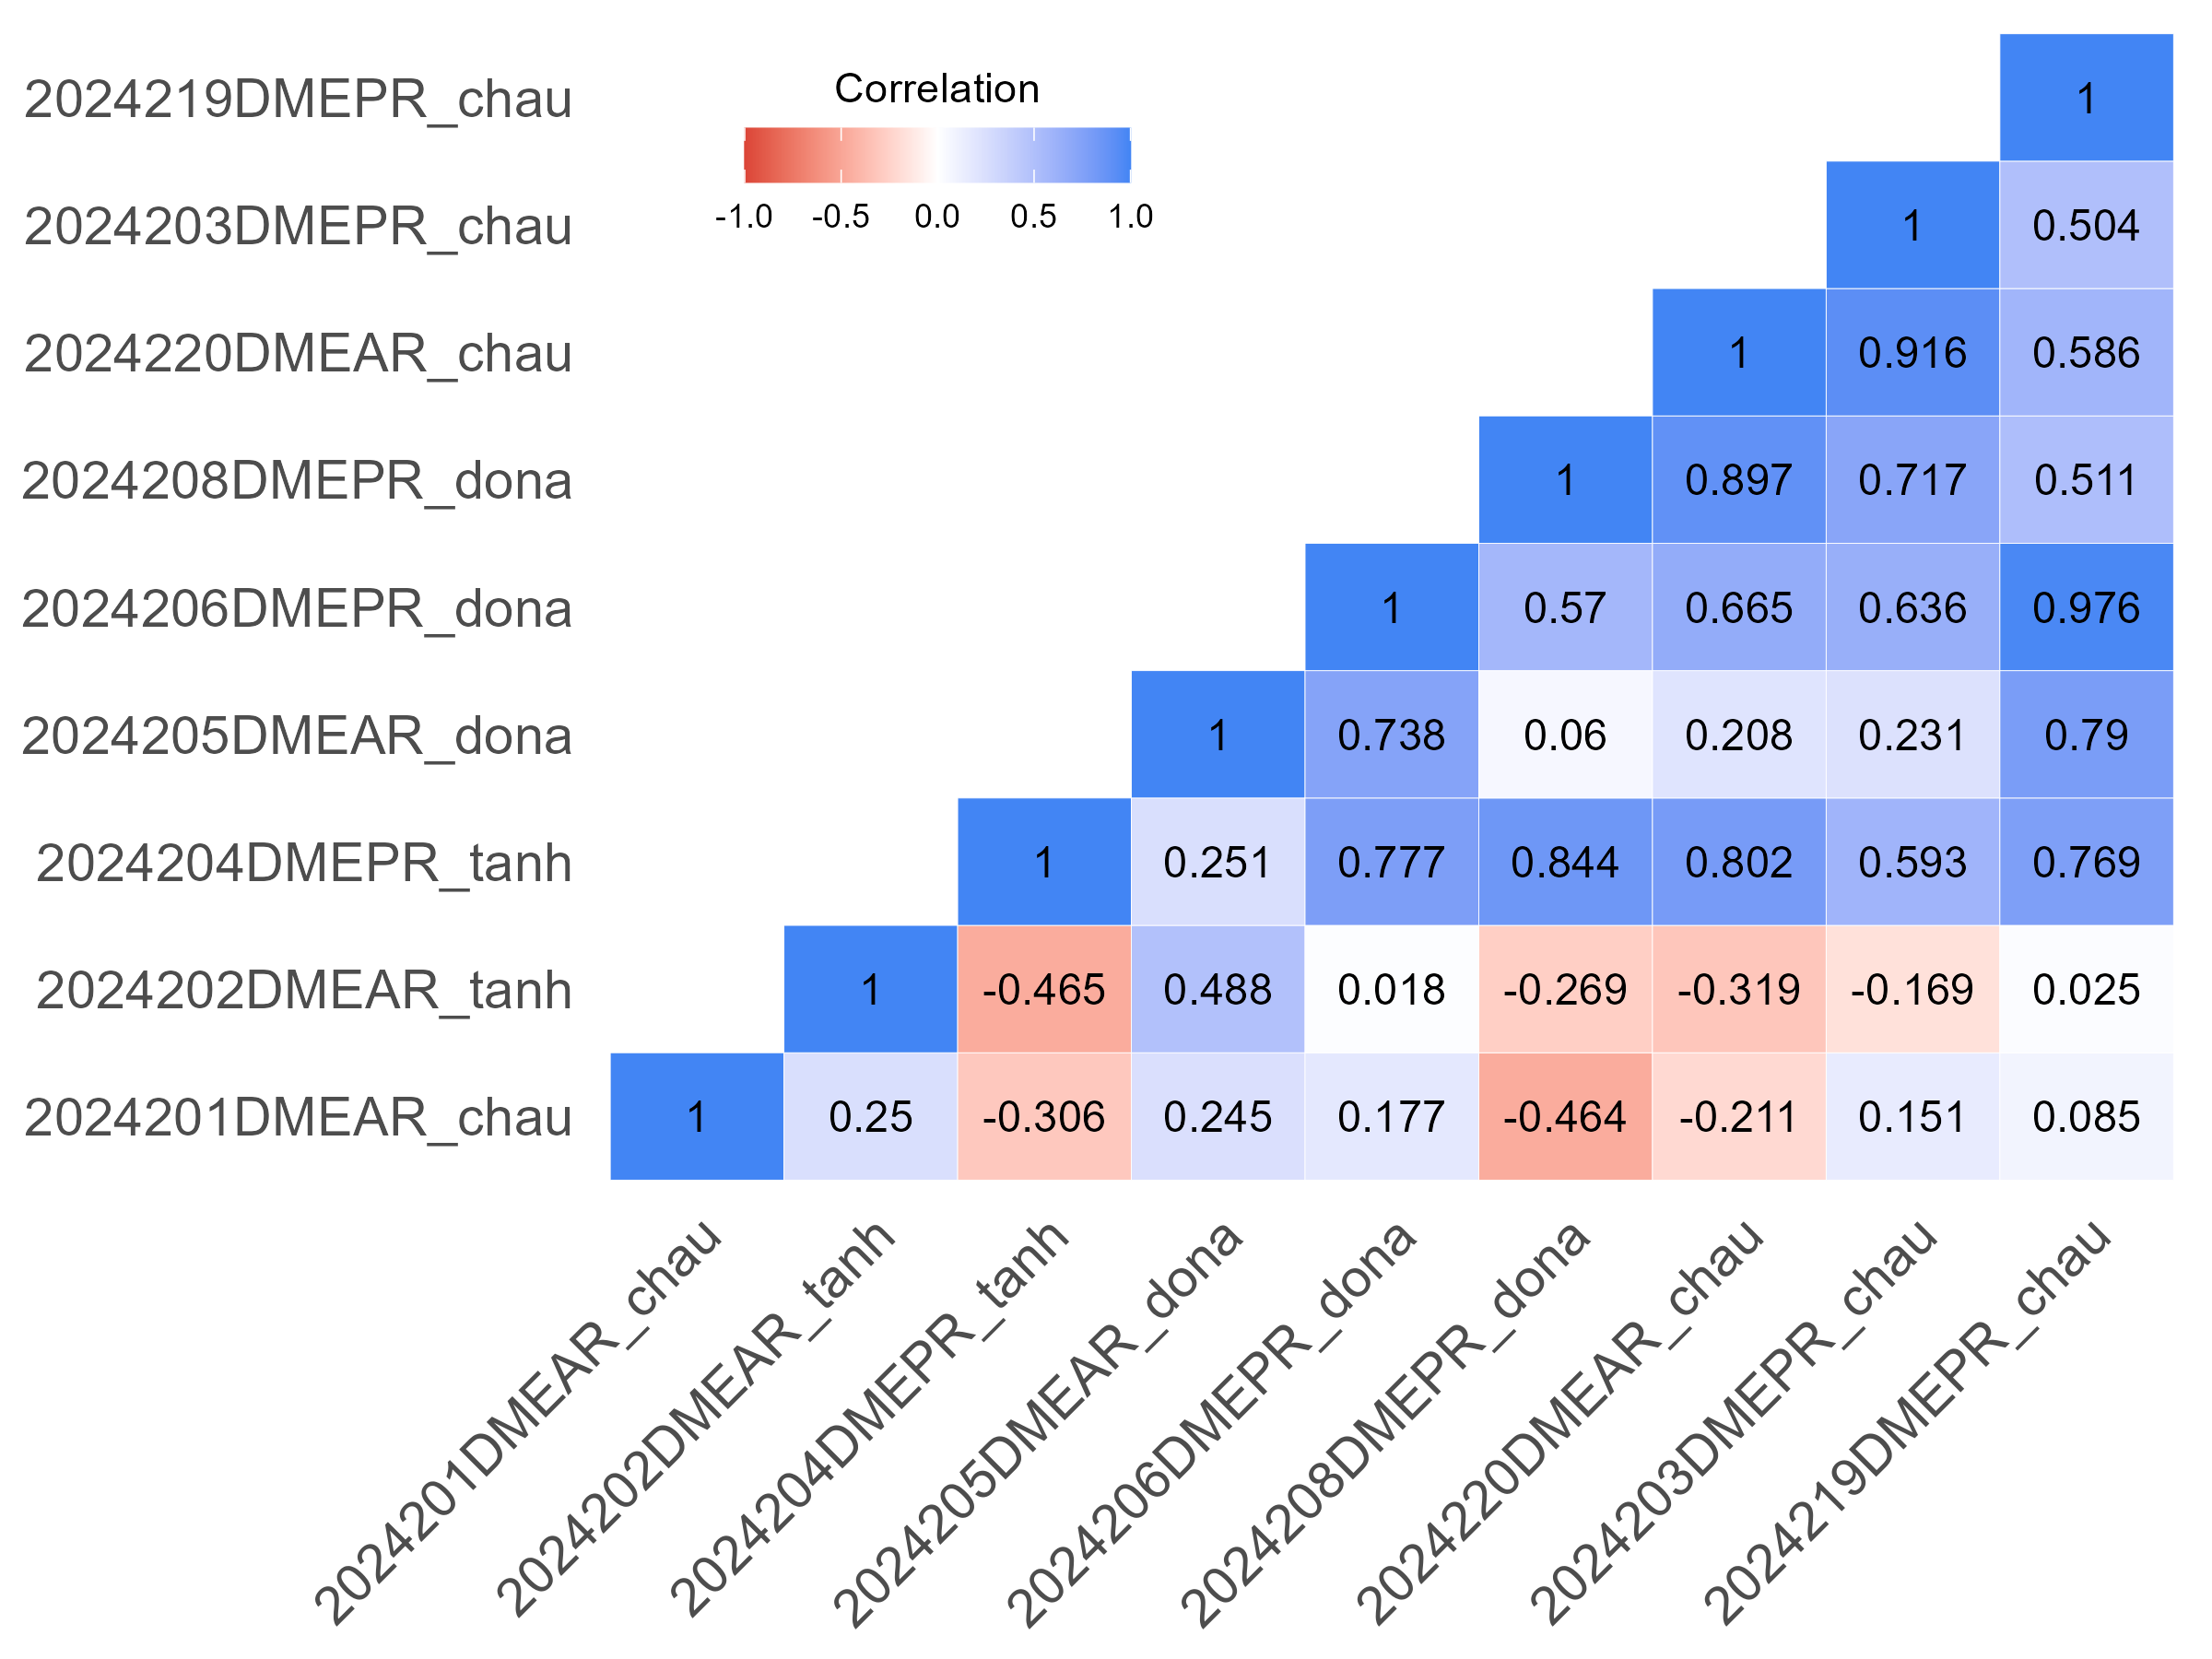 Correlation
-1.0 -0.5 0.0 0.5 1.0
2024219DMEPR_chau 1
2024203DMEPR_chau 1 0.504
2024220DMEAR_chau 1 0.916 0.586
2024208DMEPR_dona 1 0.897 0.717 0.511
2024206DMEPR_dona 1 0.57 0.665 0.636 0.976
2024205DMEAR_dona 1 0.738 0.06 0.208 0.231 0.79
2024204DMEPR_tanh 1 0.251 0.777 0.844 0.802 0.593 0.769
2024202DMEAR_tanh 1 -0.465 0.488 0.018 -0.269 -0.319 -0.169 0.025
2024201DMEAR_chau 1 0.25 -0.306 0.245 0.177 -0.464 -0.211 0.151 0.085
2024201DMEAR_chau
2024202DMEAR_tanh
2024204DMEPR_tanh
2024205DMEAR_dona
2024206DMEPR_dona
2024208DMEPR_dona
2024220DMEAR_chau
2024203DMEPR_chau
2024219DMEPR_chau